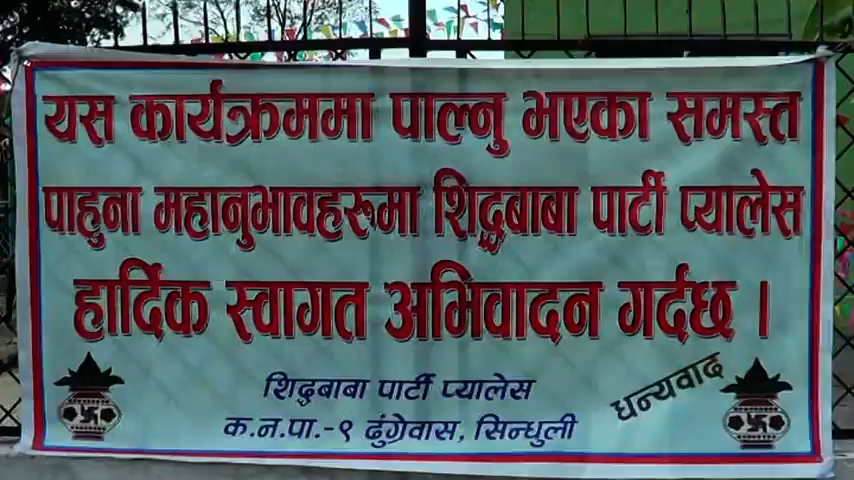 यस कार्यक्रममा पाल्नु भएका समस्त
पाहुना महानुभावहरूमा शिद्धबाबा पार्टी प्यालेस
हार्दिक स्वागत अभिवादन गर्दछ ।
शिद्धबाबा पार्टी प्यालेस
क.न.पा.-९ ढुंग्रेवास, सिन्धुली
धन्यवाद